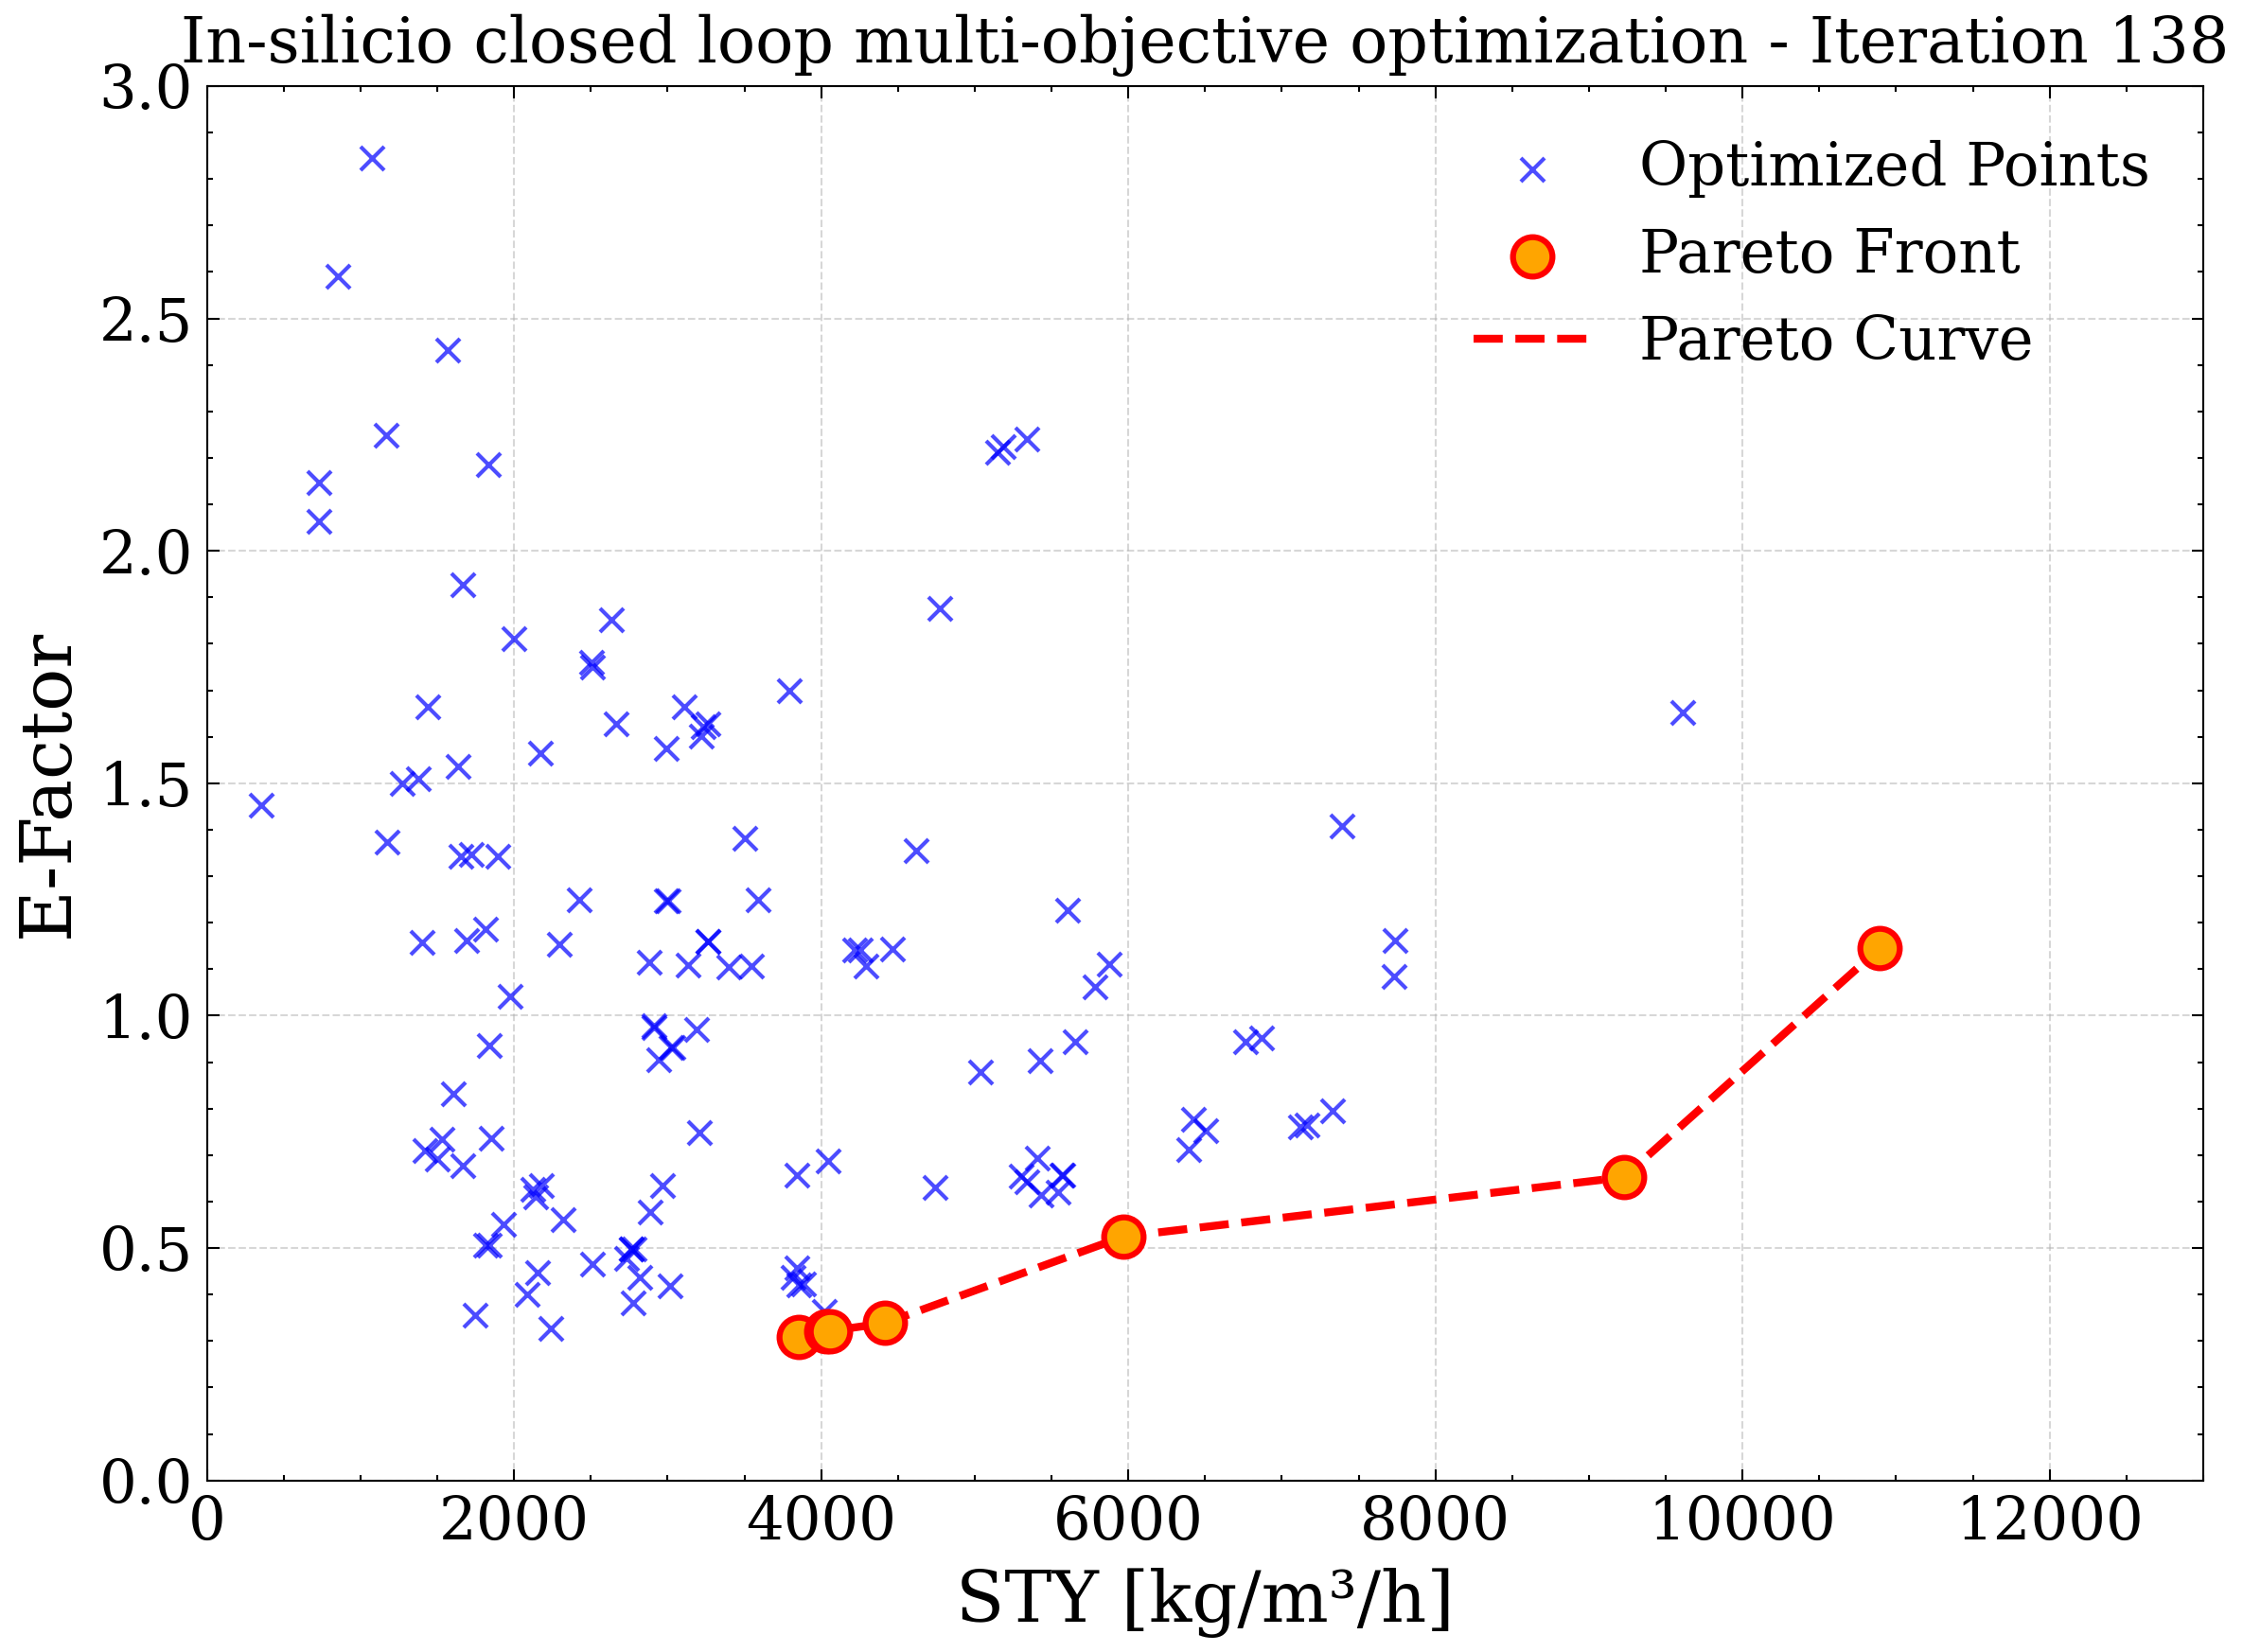 In-silicio closed loop multi-objective optimization - Iteration 138
Optimized Points
Pareto Front
Pareto Curve
E-Factor
3.0
2.5
2.0
1.5
1.0
0.5
0.0
0 2000 4000 6000 8000 10000 12000
STY [kg/m³/h]